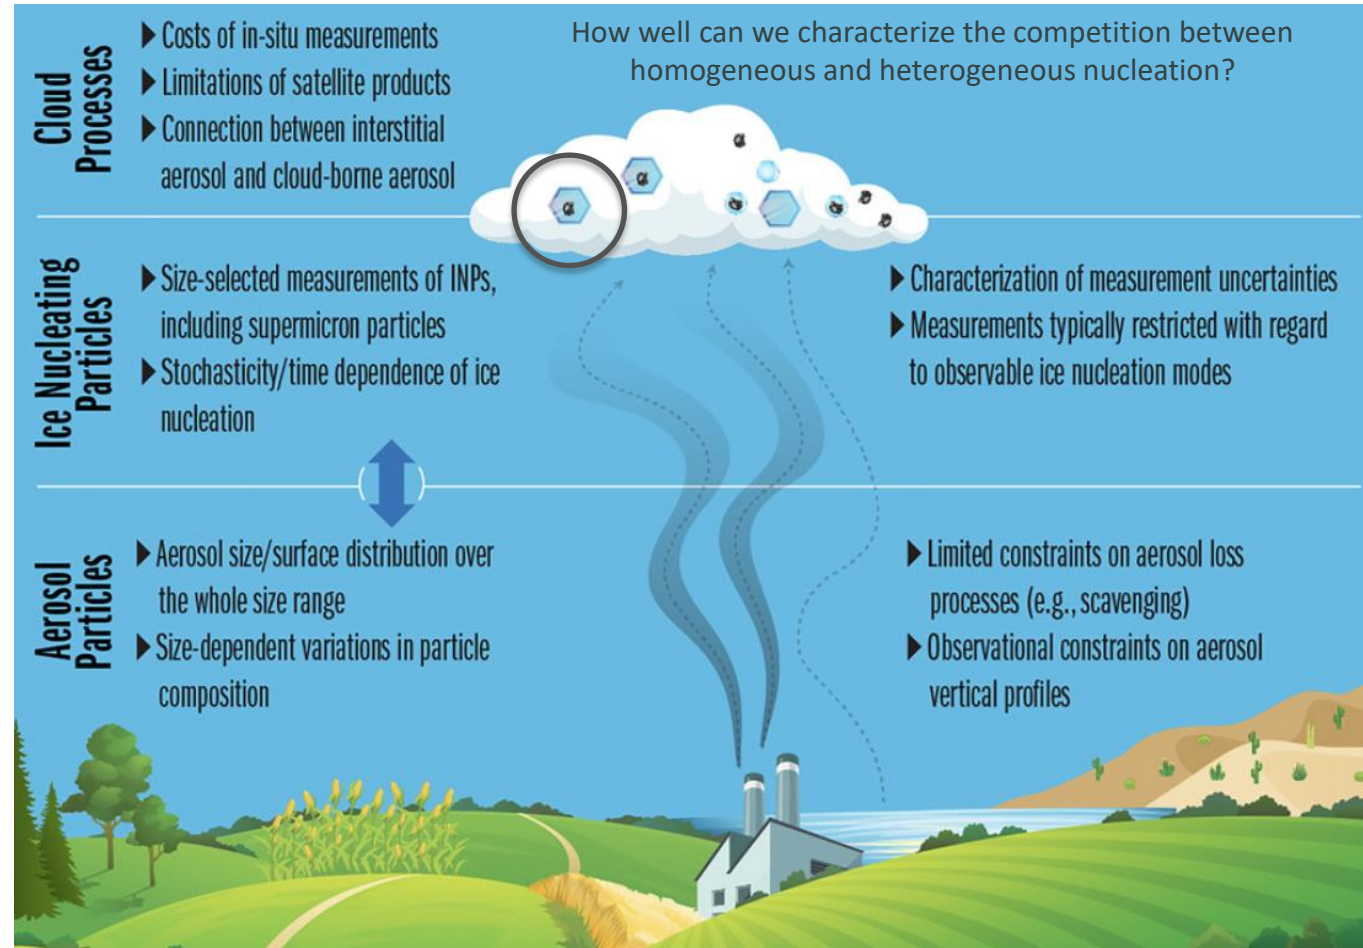 How well can we characterize the competition between
homogeneous and heterogeneous nucleation?
Cloud
Processes
▶ Costs of in-situ measurements
▶ Limitations of satellite products
▶ Connection between interstitial
aerosol and cloud-borne aerosol
Ice Nucleating
Particles
▶ Size-selected measurements of INPs,
including supermicron particles
▶ Stochasticity/time dependence of ice
nucleation
▶ Characterization of measurement uncertainties
▶ Measurements typically restricted with regard
to observable ice nucleation modes
Aerosol
Particles
▶ Aerosol size/surface distribution over
the whole size range
▶ Size-dependent variations in particle
composition
▶ Limited constraints on aerosol loss
processes (e.g., scavenging)
▶ Observational constraints on aerosol
vertical profiles